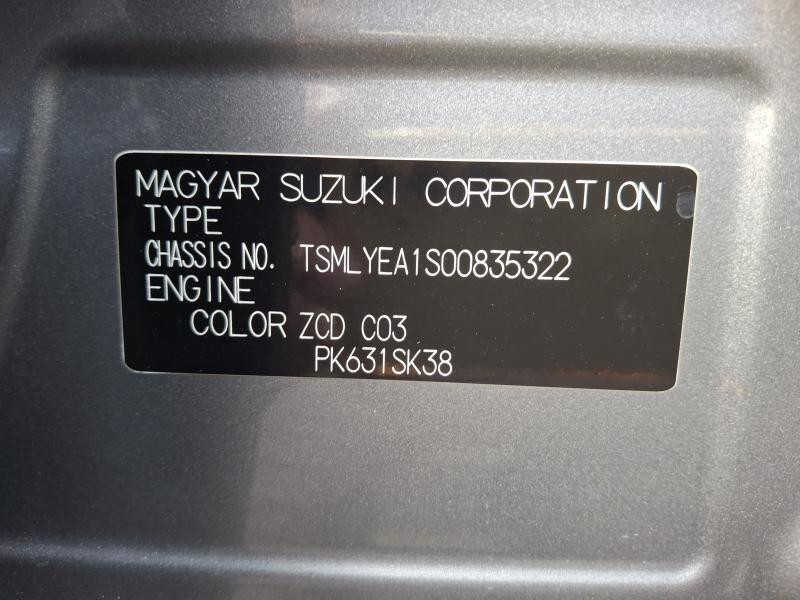 MAGYAR SUZUKI CORPORATION
TYPE
CHASSIS NO. TSMLYEA1S00835322
ENGINE
COLOR ZCD C03
PK631SK38